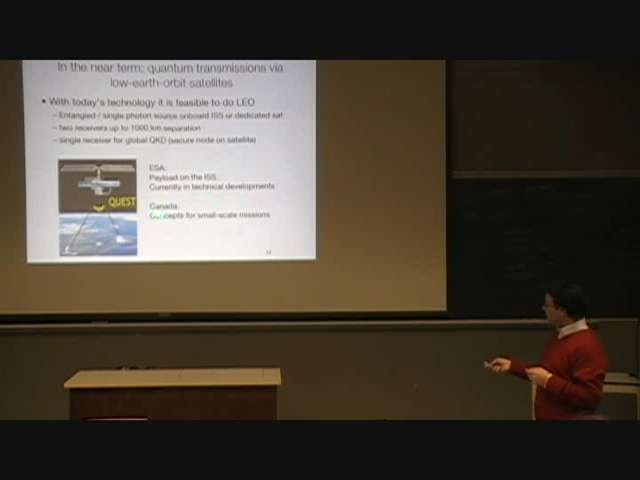 In the near term: quantum transmissions via
low-earth-orbit satellites
• With today's technology it is feasible to do LEO
– Entangled / single photon source onboard ISS or dedicated sat
– two receivers up to 1000 km separation
– single receiver for global QKD (secure node on satellite)
ESA:
Payload on the ISS.
Currently in technical developments
QUEST
Canada:
Concepts for small-scale missions